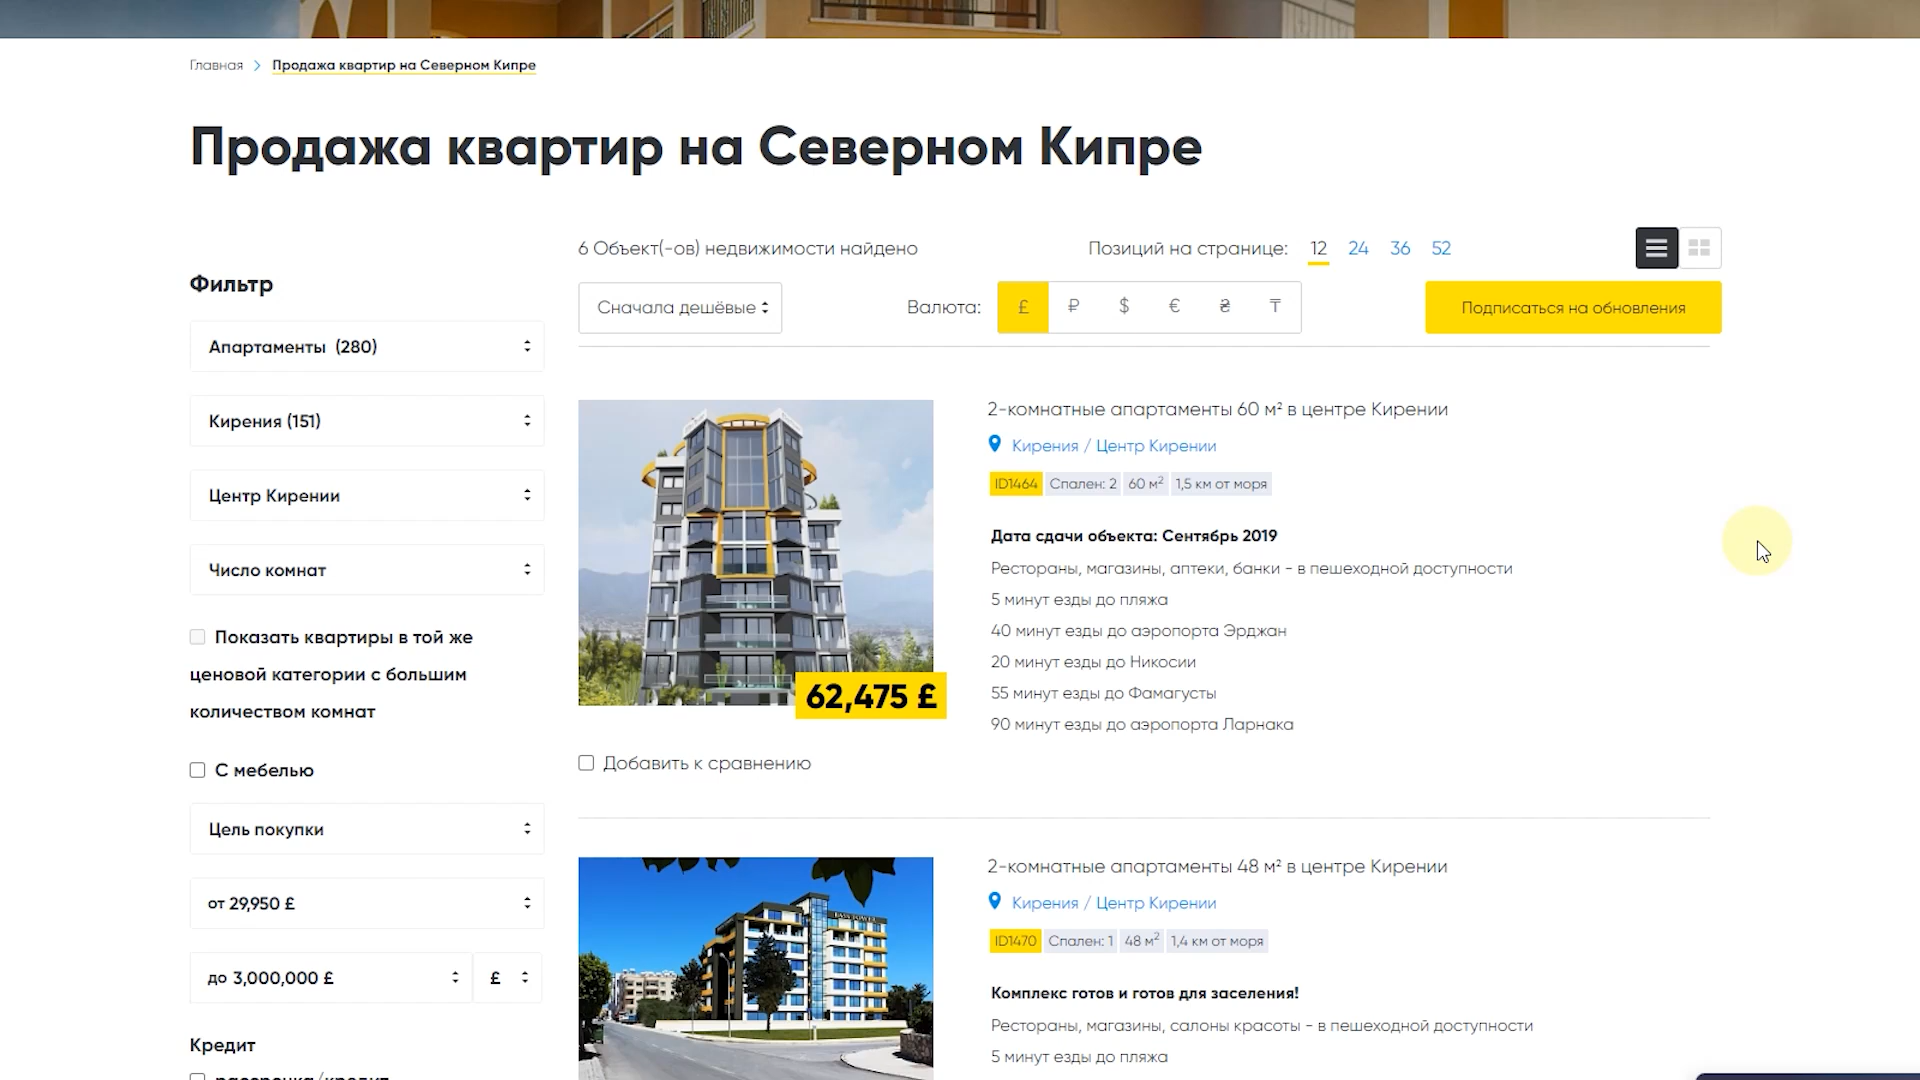 Главная > Продажа квартир на Северном Кипре
Продажа квартир на Северном Кипре
6 Объект(-ов) недвижимости найдено
Позиций на странице: 12 24 36 52
Сначала дешёвые
Валюта: £ ₽ $ € ₴ ₸
Подписаться на обновления
Фильтр
Апартаменты (280)
Кирения (151)
Центр Кирении
Число комнат
Показать квартиры в той же
ценовой категории с большим
количеством комнат
С мебелью
Цель покупки
от 29,950 £
до 3,000,000 £
£
Кредит
рассрочка/кредит
62,475 £
Добавить к сравнению
2-комнатные апартаменты 60 м² в центре Кирении
Кирения / Центр Кирении
ID1464 Спален: 2 60 м² 1,5 км от моря
Дата сдачи объекта: Сентябрь 2019
Рестораны, магазины, аптеки, банки - в пешеходной доступности
5 минут езды до пляжа
40 минут езды до аэропорта Эрджан
20 минут езды до Никосии
55 минут езды до Фамагусты
90 минут езды до аэропорта Ларнака
2-комнатные апартаменты 48 м² в центре Кирении
Кирения / Центр Кирении
ID1470 Спален: 1 48 м² 1,4 км от моря
Комплекс готов и готов для заселения!
Рестораны, магазины, салоны красоты - в пешеходной доступности
5 минут езды до пляжа